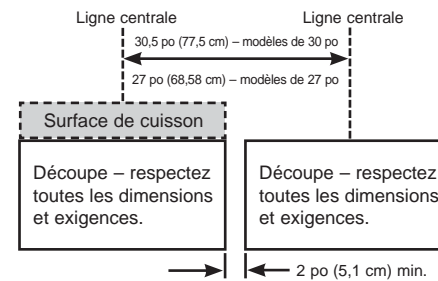 Ligne centrale
Ligne centrale
30,5 po (77,5 cm) – modèles de 30 po
27 po (68,58 cm) – modèles de 27 po
Surface de cuisson
Découpe – respectez
toutes les dimensions
et exigences.
Découpe – respectez
toutes les dimensions
et exigences.
2 po (5,1 cm) min.